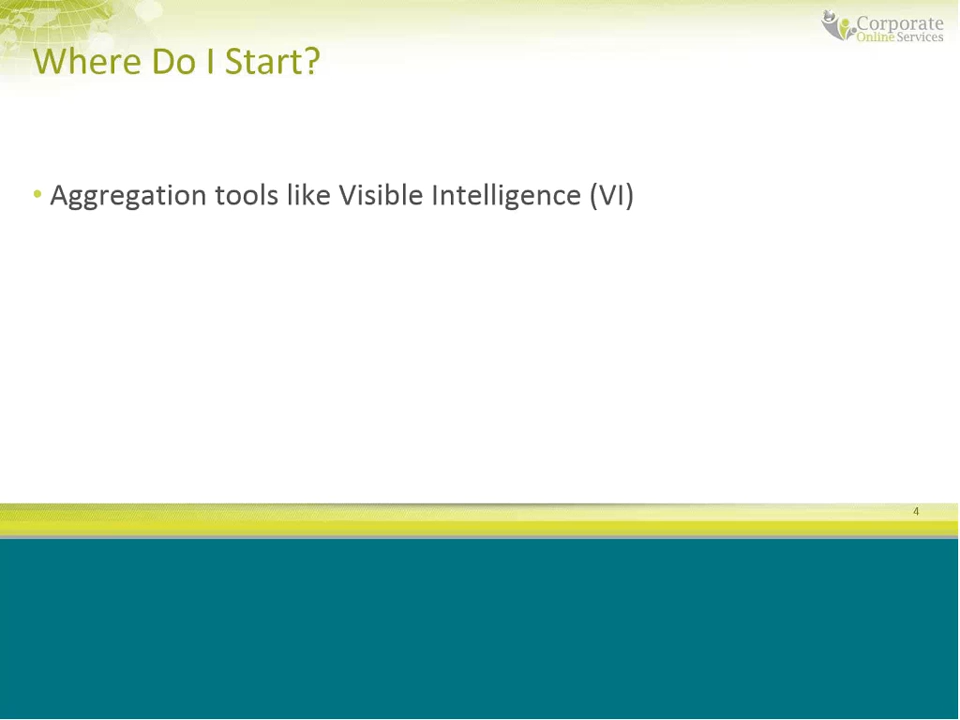 Corporate
Online Services
Where Do I Start?
• Aggregation tools like Visible Intelligence (VI)
4